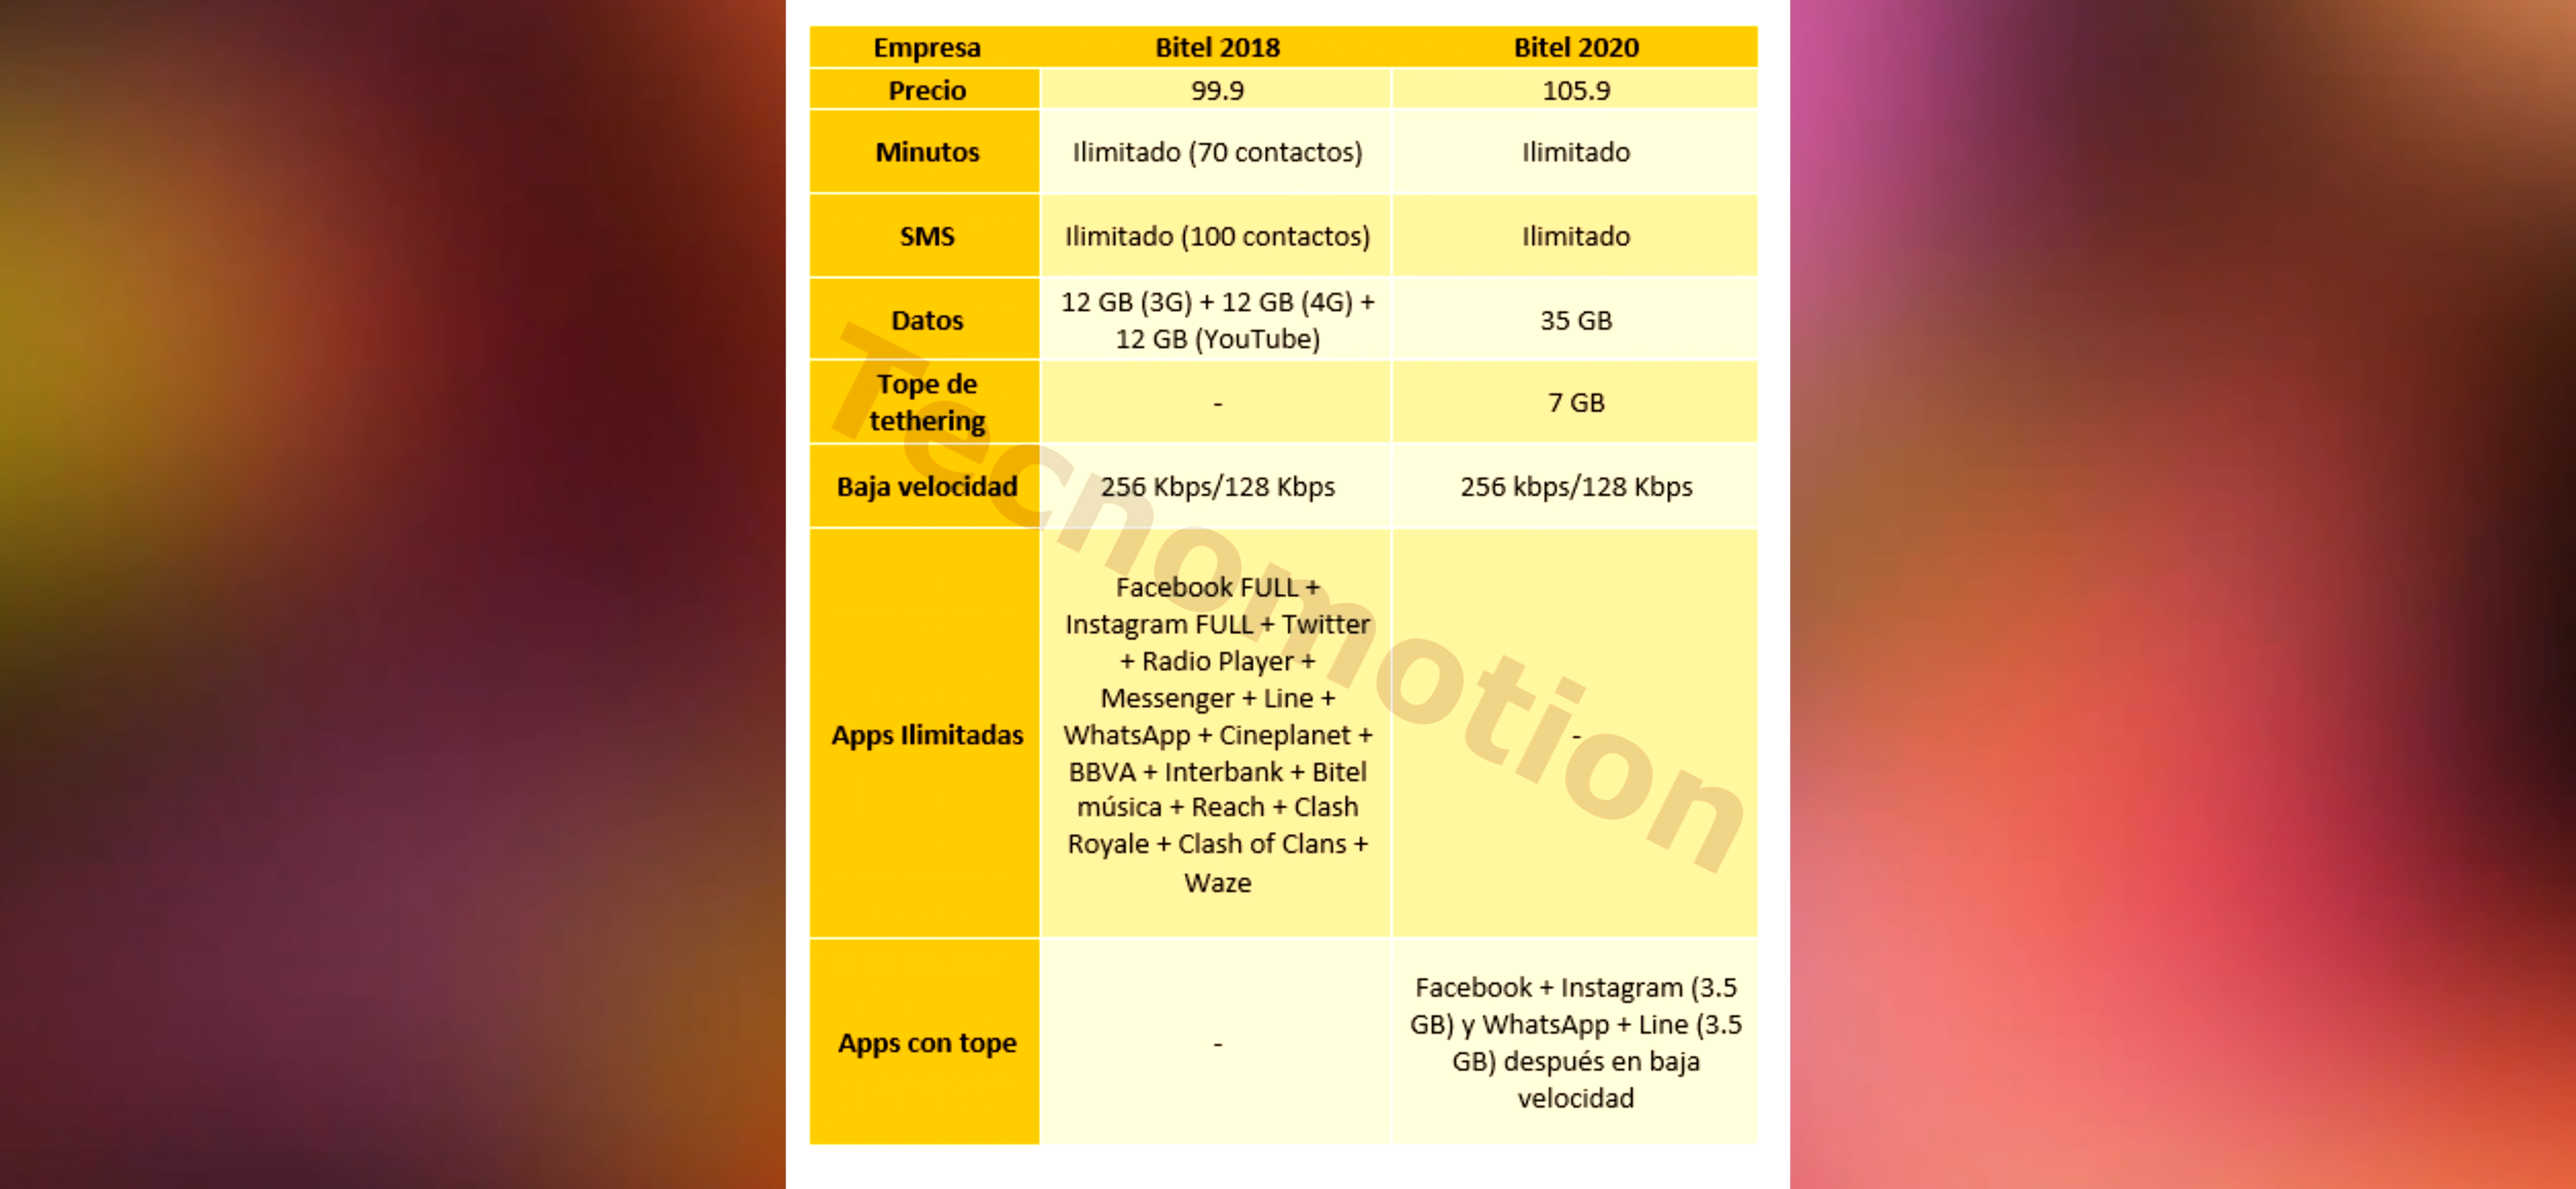 Empresa Bitel 2018 Bitel 2020
Precio 99.9 105.9
Minutos Ilimitado (70 contactos) Ilimitado
SMS Ilimitado (100 contactos) Ilimitado
Datos 12 GB (3G) + 12 GB (4G) +
12 GB (YouTube) 35 GB
Tope de
tethering - 7 GB
Baja velocidad 256 Kbps/128 Kbps 256 kbps/128 Kbps
Apps Ilimitadas Facebook FULL +
Instagram FULL + Twitter
+ Radio Player +
Messenger + Line +
WhatsApp + Cineplanet +
BBVA + Interbank + Bitel
música + Reach + Clash
Royale + Clash of Clans +
Waze -
Apps con tope - Facebook + Instagram (3.5
GB) y WhatsApp + Line (3.5
GB) después en baja
velocidad
Tecnomotion